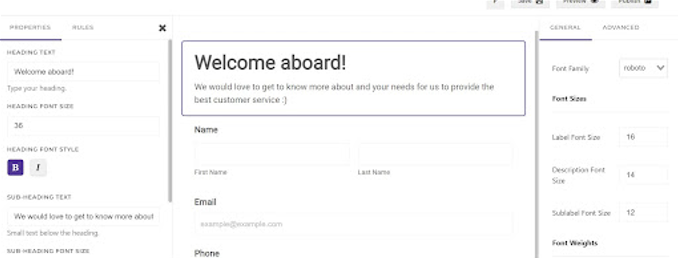 Save
Preview
Publish
PROPERTIES
RULES
HEADING TEXT
Welcome aboard!
Type your heading.
HEADING FONT SIZE
36
HEADING FONT STYLE
B
I
SUB-HEADING TEXT
We would love to get to know more about
Small text below the heading.
SUB-HEADING FONT SIZE
Welcome aboard!
We would love to get to know more about and your needs for us to provide the
best customer service :)
Name
First Name
Last Name
Email
example@example.com
Phone
GENERAL
ADVANCED
Font Family
roboto
Font Sizes
Label Font Size
16
Description Font
Size
14
Sublabel Font Size
12
Font Weights